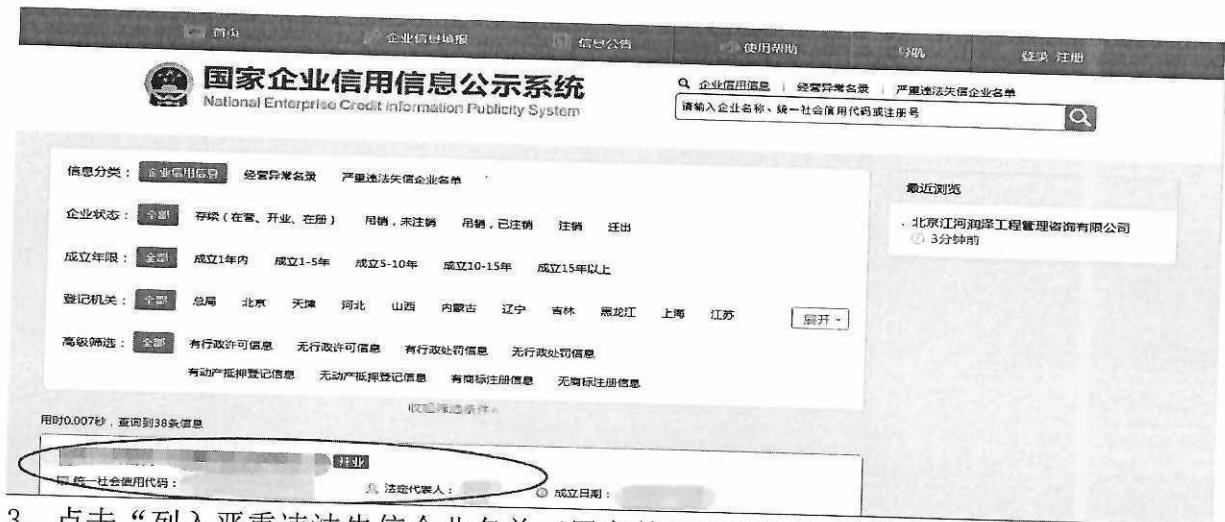 首页 企业信息填报 信息公告 使用帮助 导航 登录 注册
国家企业信用信息公示系统
National Enterprise Credit Information Publicity System
企业信用信息 | 经营异常名录 | 严重违法失信企业名单
请输入企业名称、统一社会信用代码或注册号
信息分类： 企业信用信息 经营异常名录 严重违法失信企业名单
最近浏览
企业状态： 全部 存续（在营、开业、在册） 吊销，未注销 吊销，已注销 注销 迁出
· 北京江河润泽工程管理咨询有限公司
3分钟前
成立年限： 全部 成立1年内 成立1-5年 成立5-10年 成立10-15年 成立15年以上
登记机关： 全部 总局 北京 天津 河北 山西 内蒙古 辽宁 吉林 黑龙江 上海 江苏 展开
高级筛选： 全部 有行政许可信息 无行政许可信息 有行政处罚信息 无行政处罚信息
有动产抵押登记信息 无动产抵押登记信息 有商标注册信息 无商标注册信息
收起筛选条件
用时0.007秒，查询到38条信息
开业
统一社会信用代码： 法定代表人： 成立日期：
3、点击“列入严重违法失信企业名单